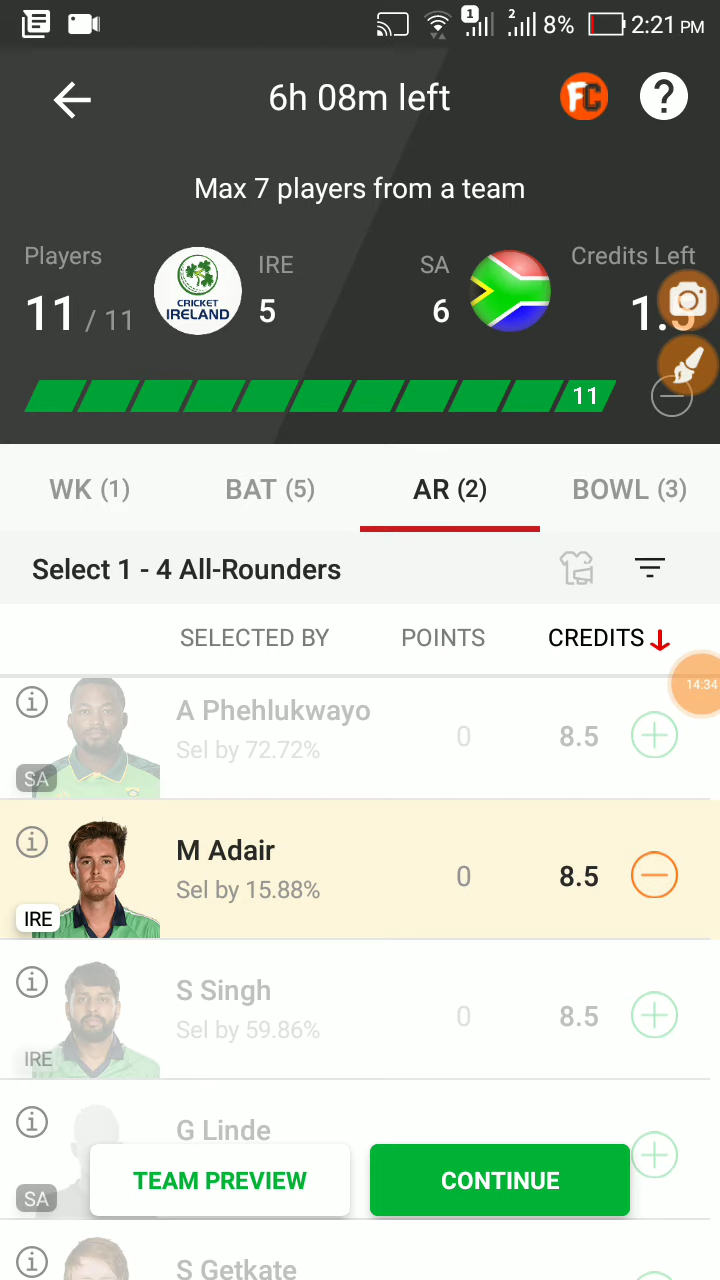 1 2 8% 2:21 PM
6h 08m left FC ?
Max 7 players from a team
Players IRE SA Credits Left
CRICKET IRELAND
11 / 11 5 6
11
WK (1) BAT (5) AR (2) BOWL (3)
Select 1 - 4 All-Rounders
SELECTED BY POINTS CREDITS
14:34
A Phehlukwayo
Sel by 72.72% 0 8.5
SA
M Adair
Sel by 15.88% 0 8.5
IRE
S Singh
Sel by 59.86% 0 8.5
IRE
G Linde
SA
TEAM PREVIEW CONTINUE
S Getkate